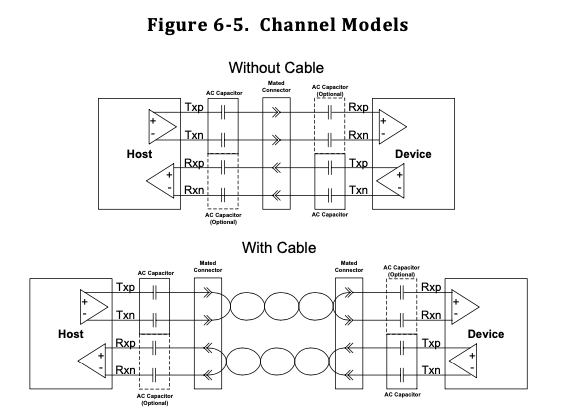 Figure 6-5. Channel Models
Without Cable
AC Capacitor
Mated
Connector
AC Capacitor
(Optional)
Txp
Rxp
+
-
+
-
Txn
Rxn
Host
Device
Rxp
Txp
+
-
+
-
Rxn
Txn
AC Capacitor
(Optional)
AC Capacitor
With Cable
AC Capacitor
Mated
Connector
Mated
Connector
AC Capacitor
(Optional)
Txp
Rxp
+
-
+
-
Txn
Rxn
Host
Device
Rxp
Txp
+
-
+
-
Rxn
Txn
AC Capacitor
(Optional)
AC Capacitor